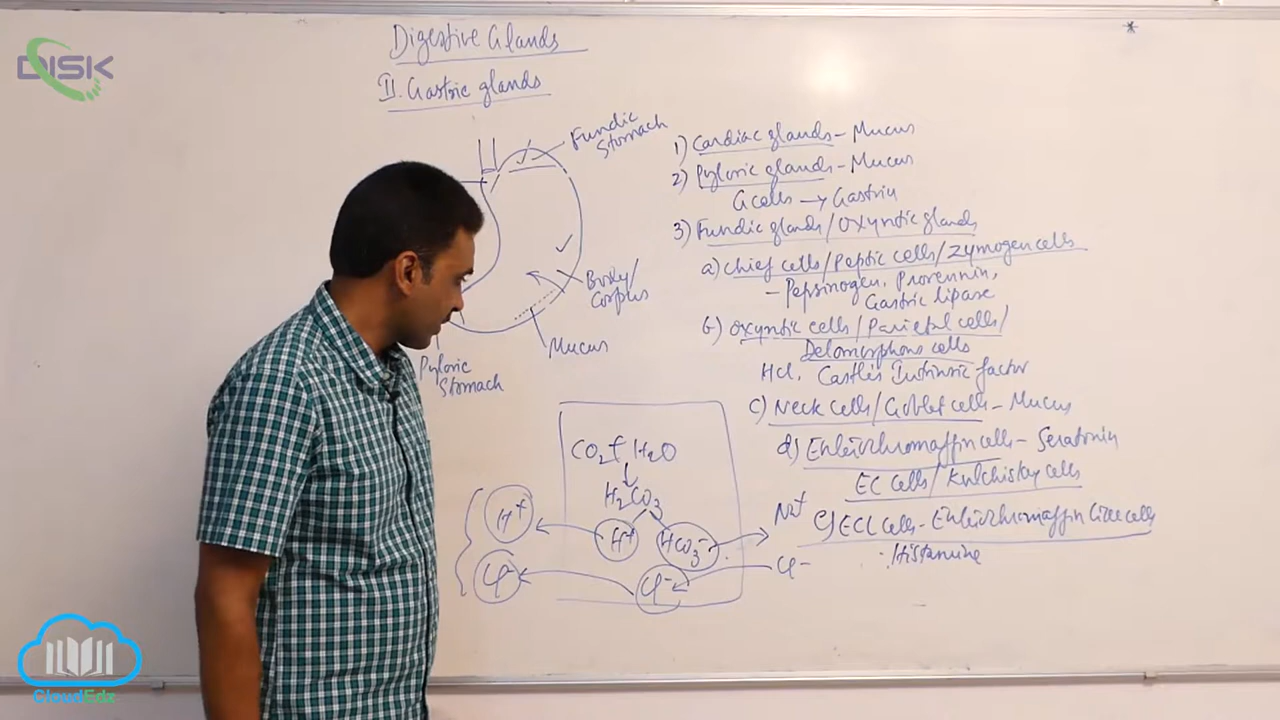 DISK
Digestive Glands
II. Gastric glands
Fundic
Stomach
Body/
Corpus
Mucus
Pyloric
Stomach
1) Cardiac glands - Mucus
2) Pyloric glands - Mucus
G cells → Gastrin
3) Fundic glands/Oxyntic glands
a) Chief cells/Peptic cells/Zymogen cells
- Pepsinogen, Prorennin,
Gastric lipase
b) Oxyntic cells/Parietal cells/
Delomorphous cells
HCl, Castle's Intrinsic factor
c) Neck cells/Goblet cells - Mucus
d) Enterochromaffin cells - Seratonin
EC cells/Kulchisky cells
e) ECL cells - Enterochromaffin like cells
Histamine
CO2 + H2O
H2CO3
H+ H+ HCO3- Na+
Cl- Cl- Cl-
CloudEdz